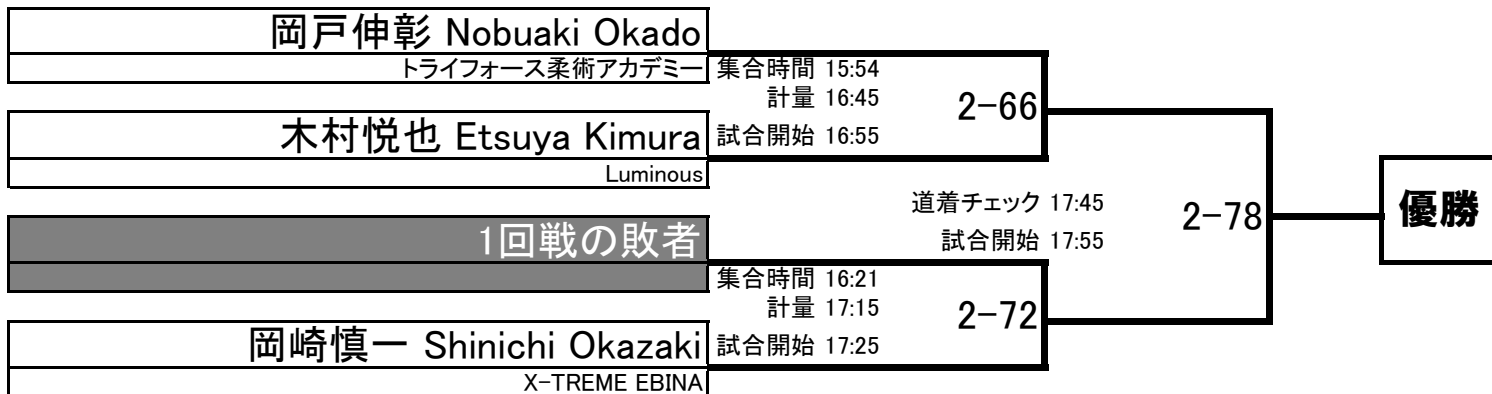 岡戸伸彰 Nobuaki Okado
トライフォース柔術アカデミー
集合時間 15:54
計量 16:45
2-66
木村悦也 Etsuya Kimura
試合開始 16:55
Luminous
道着チェック 17:45
2-78
優勝
1回戦の敗者
試合開始 17:55
集合時間 16:21
計量 17:15
2-72
岡崎慎一 Shinichi Okazaki
試合開始 17:25
X-TREME EBINA